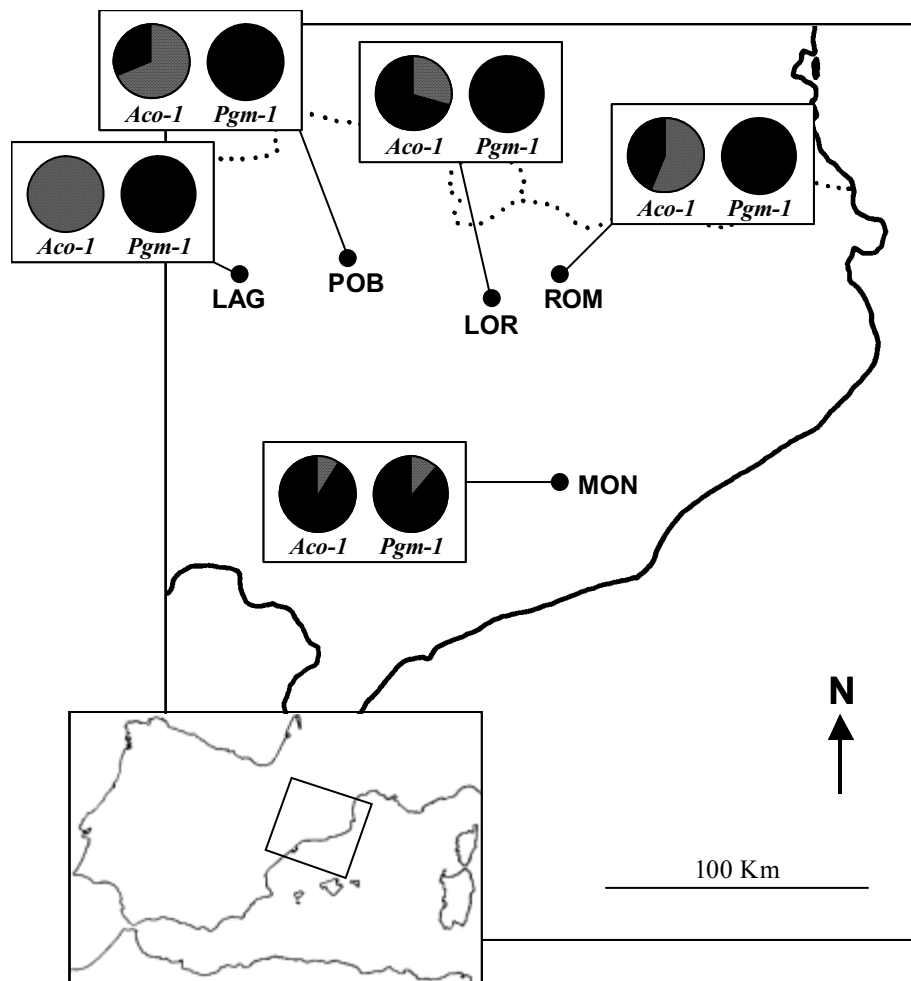 Aco-1 Pgm-1
Aco-1 Pgm-1
Aco-1 Pgm-1
Aco-1 Pgm-1
LAG
POB
LOR
ROM
Aco-1 Pgm-1
MON
N
100 Km